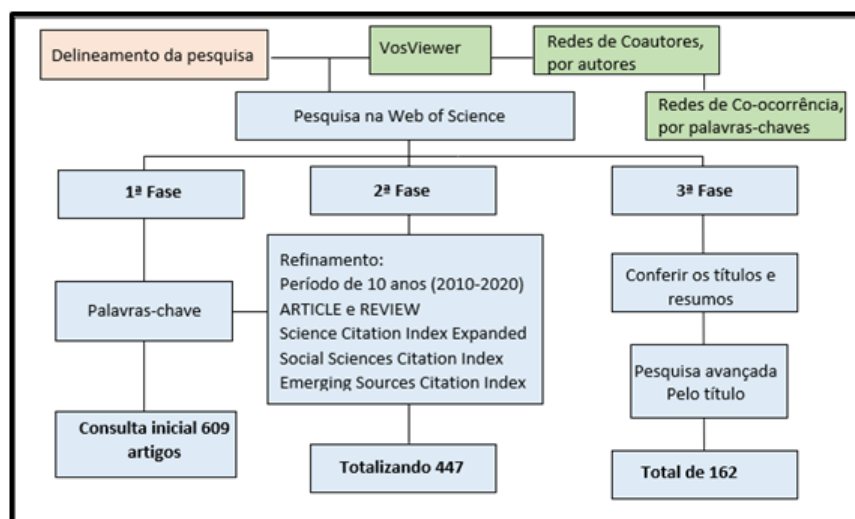 Delineamento da pesquisa
VosViewer
Redes de Coautores,
por autores
Redes de Co-ocorrência,
por palavras-chaves
Pesquisa na Web of Science
1ª Fase
2ª Fase
3ª Fase
Palavras-chave
Refinamento:
Período de 10 anos (2010-2020)
ARTICLE e REVIEW
Science Citation Index Expanded
Social Sciences Citation Index
Emerging Sources Citation Index
Conferir os títulos e
resumos
Pesquisa avançada
Pelo título
Consulta inicial 609
artigos
Totalizando 447
Total de 162